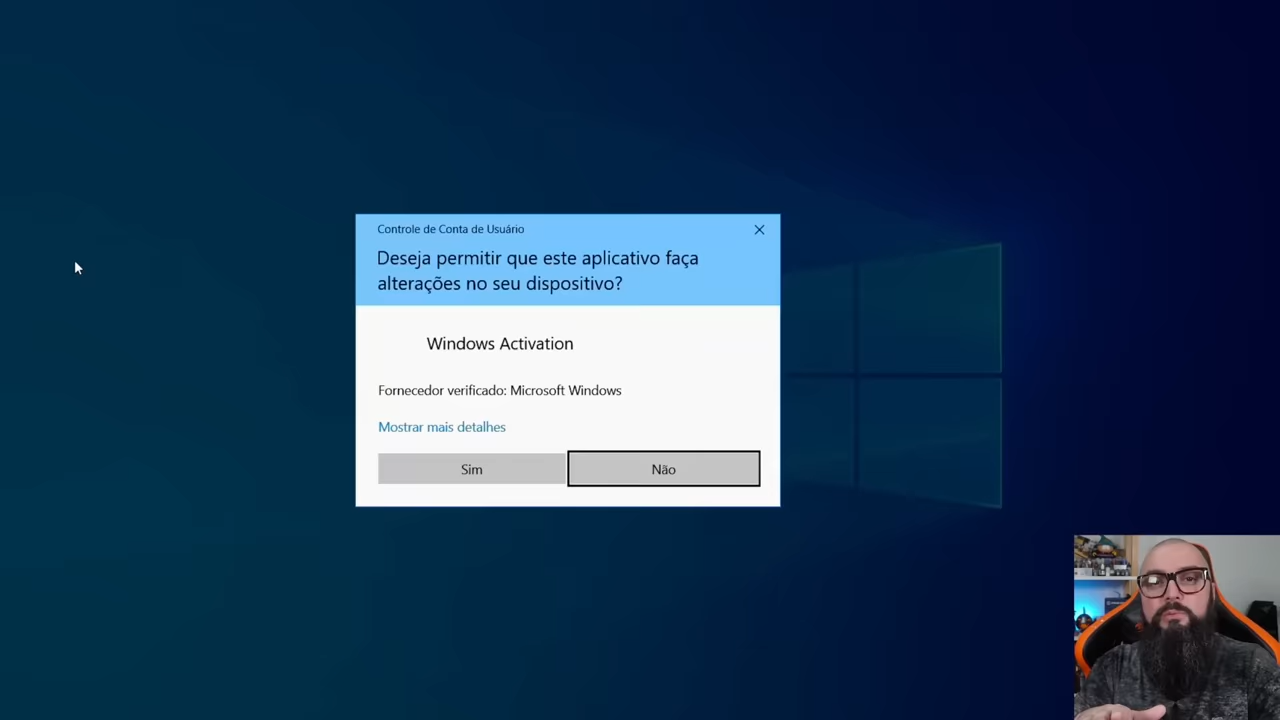 Controle de Conta de Usuário
Deseja permitir que este aplicativo faça
alterações no seu dispositivo?
Windows Activation
Fornecedor verificado: Microsoft Windows
Mostrar mais detalhes
Sim
Não